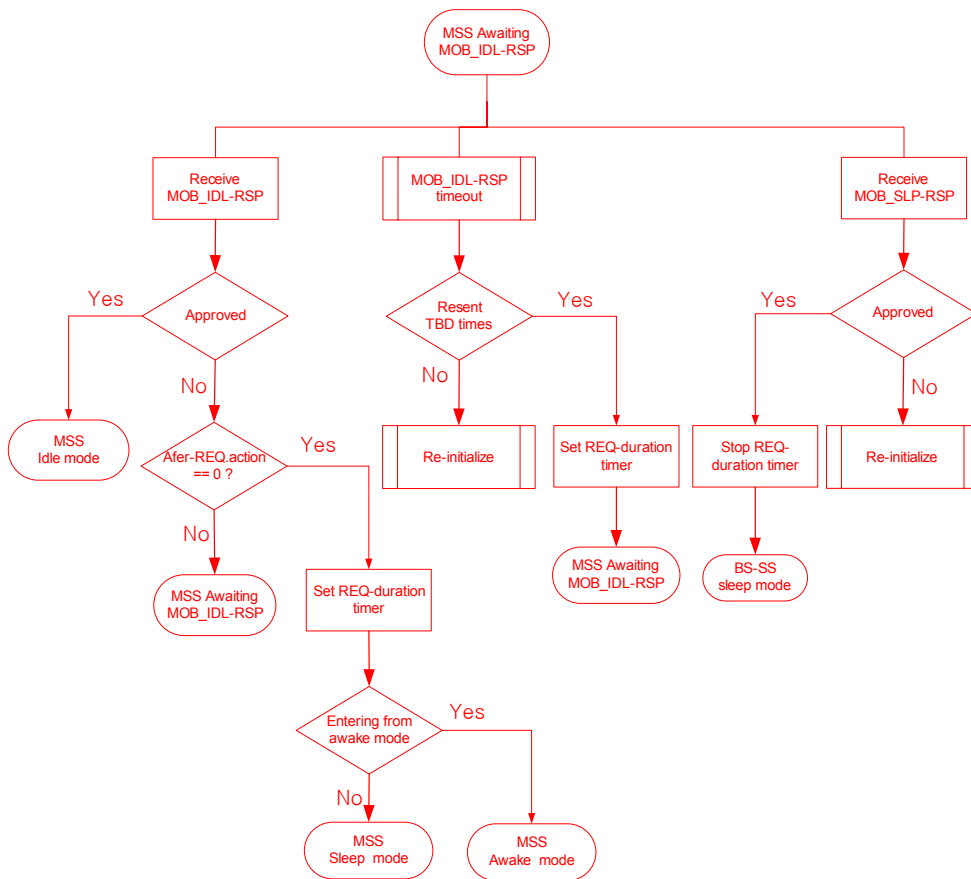 MSS Awaiting
MOB_IDL-RSP
Receive
MOB_IDL-RSP
MOB_IDL-RSP
timeout
Receive
MOB_SLP-RSP
Yes
Approved
Resent
TBD times
Yes
Yes
Approved
No
No
No
MSS
Idle mode
Afer-REQ.action
== 0 ?
Yes
Re-initialize
Set REQ-duration
timer
Stop REQ-
duration timer
Re-initialize
No
MSS Awaiting
MOB_IDL-RSP
Set REQ-duration
timer
MSS Awaiting
MOB_IDL-RSP
BS-SS
sleep mode
Entering from
awake mode
Yes
No
MSS
Sleep mode
MSS
Awake mode